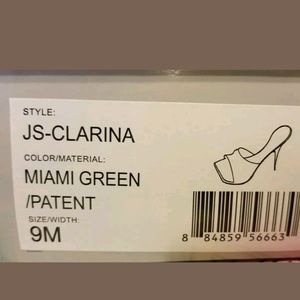 STYLE:
JS-CLARINA
COLOR/MATERIAL:
MIAMI GREEN
/PATENT
SIZE/WIDTH:
9M
8 84859 56663